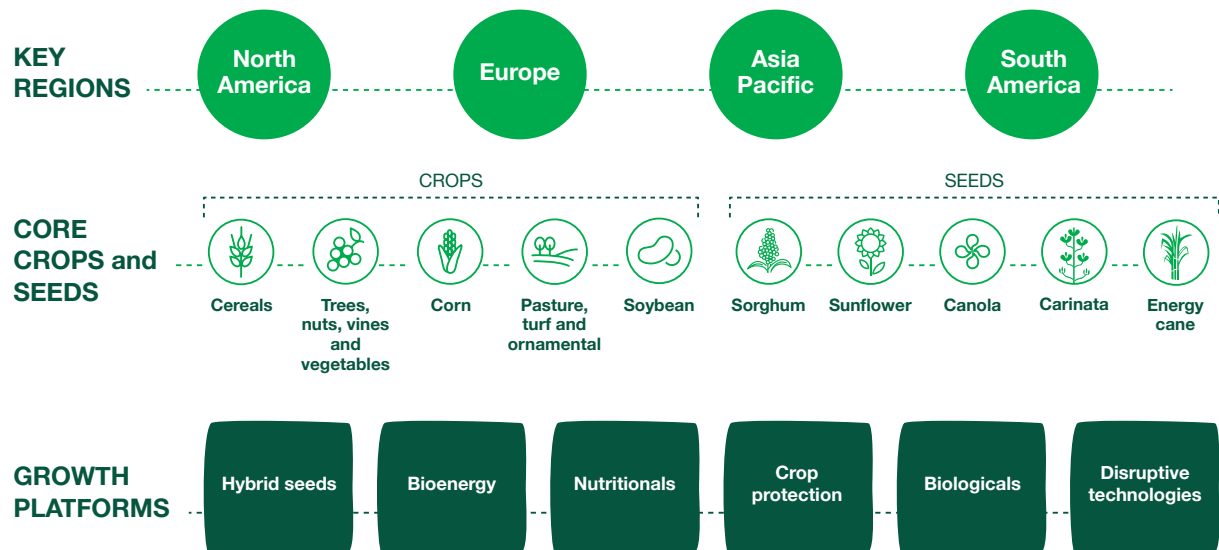 KEY
REGIONS
North
America
Europe
Asia
Pacific
South
America
CROPS
SEEDS
CORE
CROPS and
SEEDS
Cereals
Trees,
nuts, vines
and
vegetables
Corn
Pasture,
turf and
ornamental
Soybean
Sorghum
Sunflower
Canola
Carinata
Energy
cane
GROWTH
PLATFORMS
Hybrid seeds
Bioenergy
Nutritionals
Crop
protection
Biologicals
Disruptive
technologies